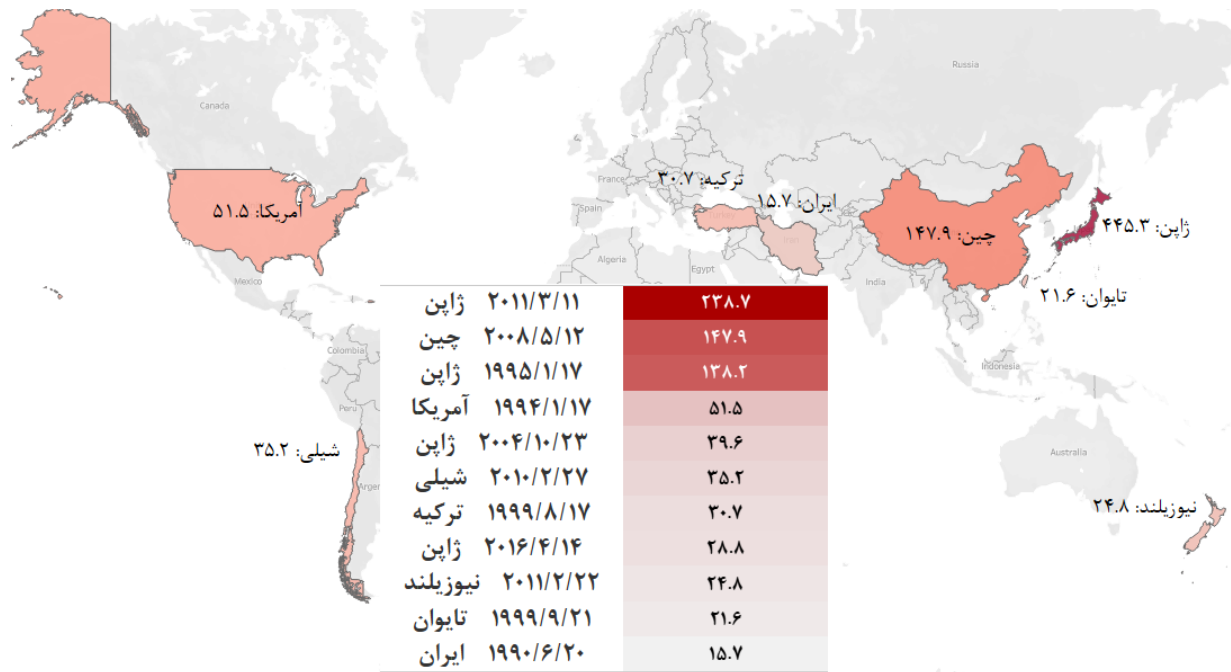 Russia
Canada
France
ترکیه: ۳۰.۷
ایران: ۱۵.۷
Spain
Turkey
آمریکا: ۵۱.۵
ژاپن: ۴۴۵.۳
چین: ۱۴۷.۹
Iran
Algeria
Egypt
Mexico
India
تایوان: ۲۱.۶
ژاپن ۲۰۱۱/۳/۱۱ ۲۳۸.۷
چین ۲۰۰۸/۵/۱۲ ۱۴۷.۹
Colombia
Indonesia
ژاپن ۱۹۹۵/۱/۱۷ ۱۳۸.۲
آمریکا ۱۹۹۴/۱/۱۷ ۵۱.۵
Peru
ژاپن ۲۰۰۴/۱۰/۲۳ ۳۹.۶
شیلی: ۳۵.۲
Australia
شیلی ۲۰۱۰/۲/۲۷ ۳۵.۲
ترکیه ۱۹۹۹/۸/۱۷ ۳۰.۷
نیوزیلند: ۲۴.۸
ژاپن ۲۰۱۶/۴/۱۴ ۲۸.۸
نیوزیلند ۲۰۱۱/۲/۲۲ ۲۴.۸
تایوان ۱۹۹۹/۹/۲۱ ۲۱.۶
ایران ۱۹۹۰/۶/۲۰ ۱۵.۷